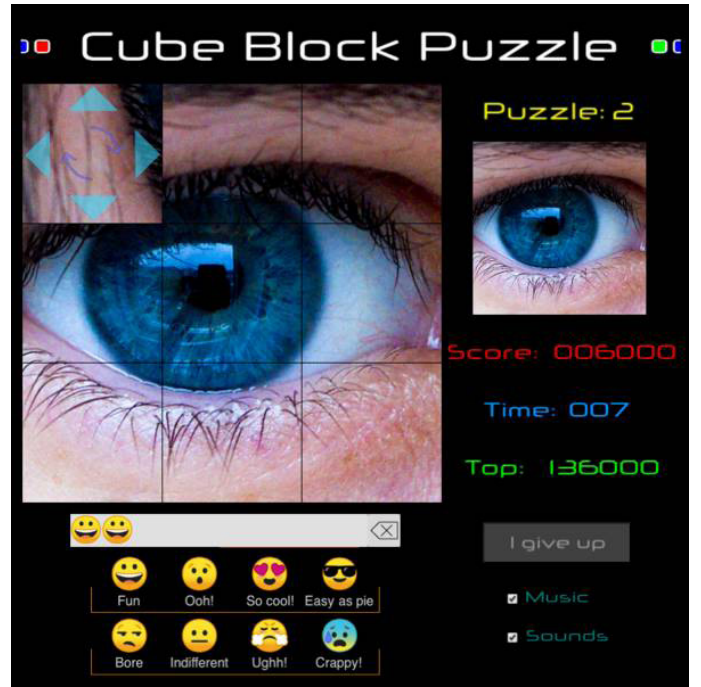 Cube Block Puzzle
Puzzle: 2
Score: 006000
Time: 007
Top: 136000
I give up
Music
Sounds
Fun Ooh! So cool! Easy as pie
Bore Indifferent Ughh! Crappy!